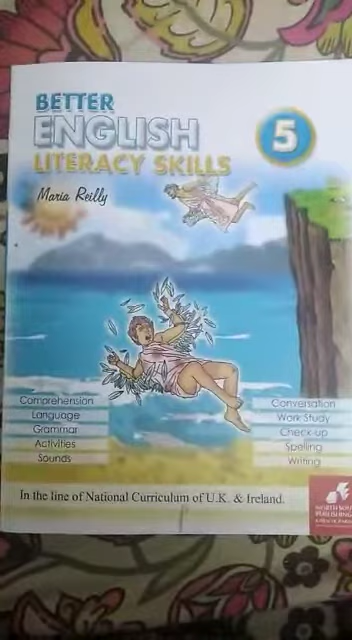 BETTER
ENGLISH
LITERACY SKILLS
5
Maria Reilly
Comprehension
Language
Grammar
Activities
Sounds
Conversation
Work Study
Check-up
Spelling
Writing
In the line of National Curriculum of U.K. & Ireland.